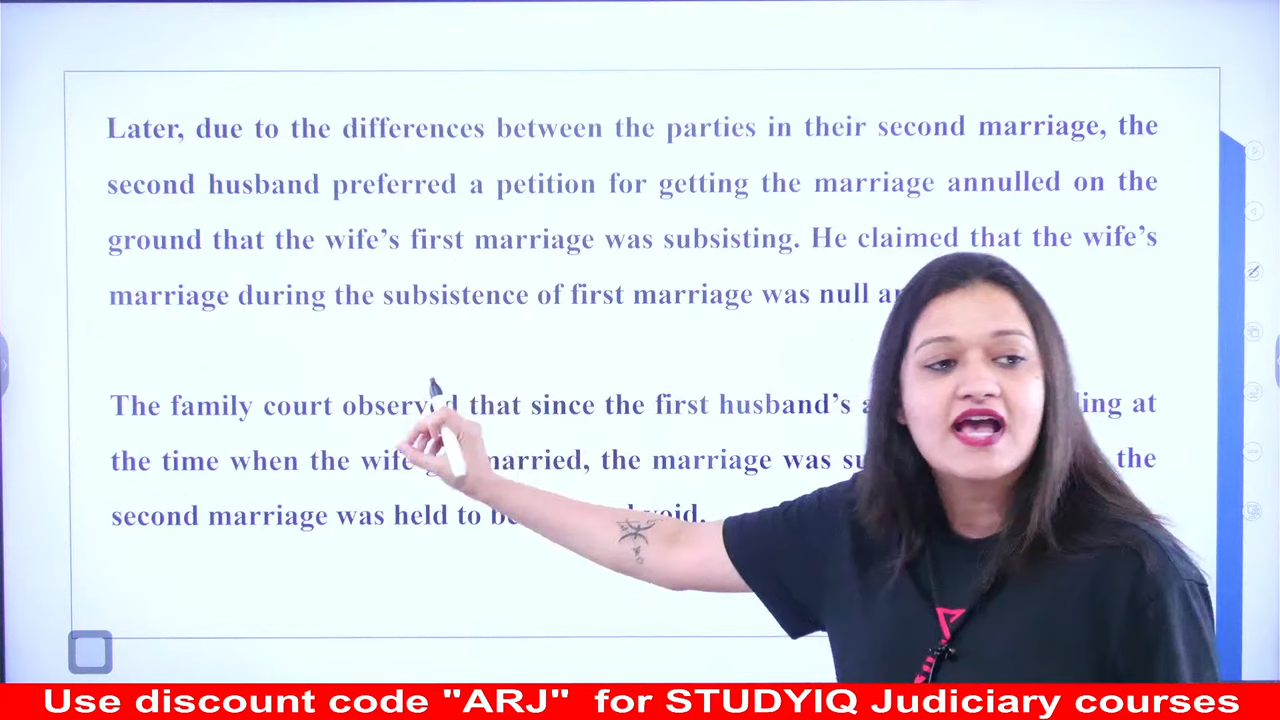 Later, due to the differences between the parties in their second marriage, the
second husband preferred a petition for getting the marriage annulled on the
ground that the wife's first marriage was subsisting. He claimed that the wife's
marriage during the subsistence of first marriage was null
The family court observed that since the first husband's at
the time when the wife married, the marriage was the
second marriage was held to void.
Use discount code "ARJ" for STUDYIQ Judiciary courses